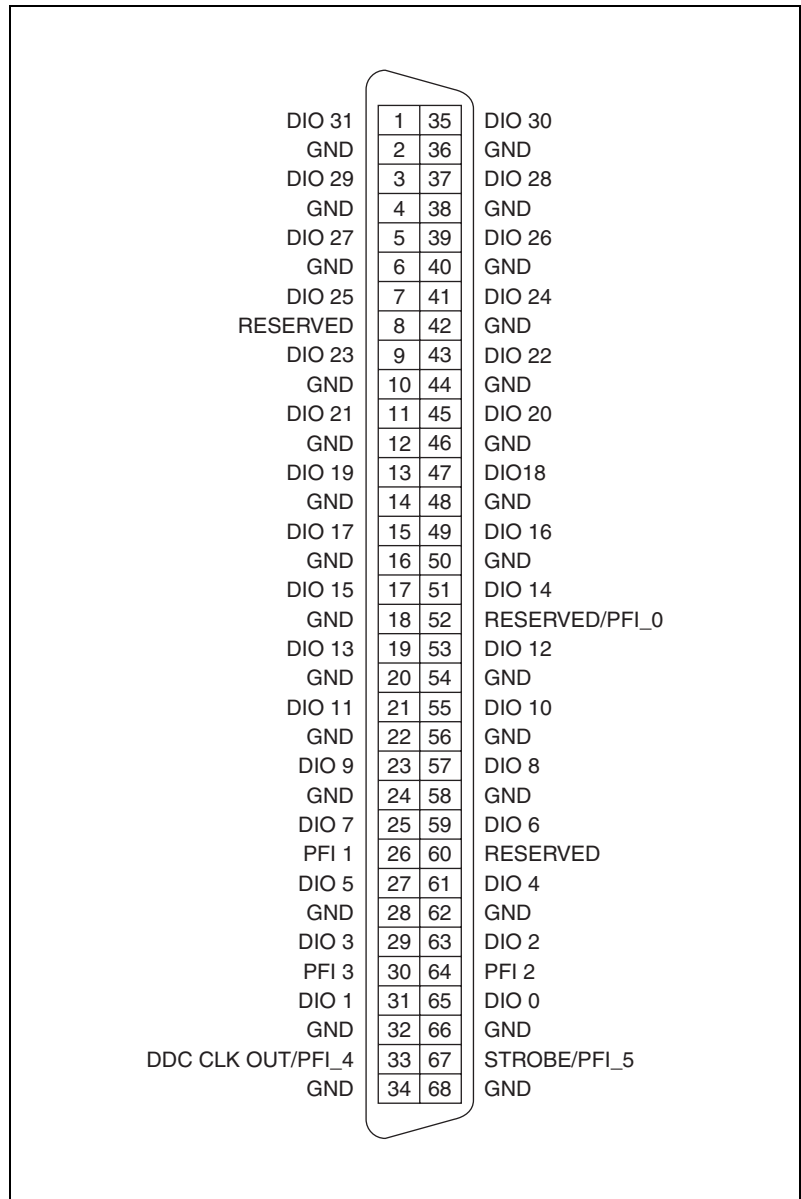 DIO 31 1 35 DIO 30
GND 2 36 GND
DIO 29 3 37 DIO 28
GND 4 38 GND
DIO 27 5 39 DIO 26
GND 6 40 GND
DIO 25 7 41 DIO 24
RESERVED 8 42 GND
DIO 23 9 43 DIO 22
GND 10 44 GND
DIO 21 11 45 DIO 20
GND 12 46 GND
DIO 19 13 47 DIO18
GND 14 48 GND
DIO 17 15 49 DIO 16
GND 16 50 GND
DIO 15 17 51 DIO 14
GND 18 52 RESERVED/PFI_0
DIO 13 19 53 DIO 12
GND 20 54 GND
DIO 11 21 55 DIO 10
GND 22 56 GND
DIO 9 23 57 DIO 8
GND 24 58 GND
DIO 7 25 59 DIO 6
PFI 1 26 60 RESERVED
DIO 5 27 61 DIO 4
GND 28 62 GND
DIO 3 29 63 DIO 2
PFI 3 30 64 PFI 2
DIO 1 31 65 DIO 0
GND 32 66 GND
DDC CLK OUT/PFI_4 33 67 STROBE/PFI_5
GND 34 68 GND